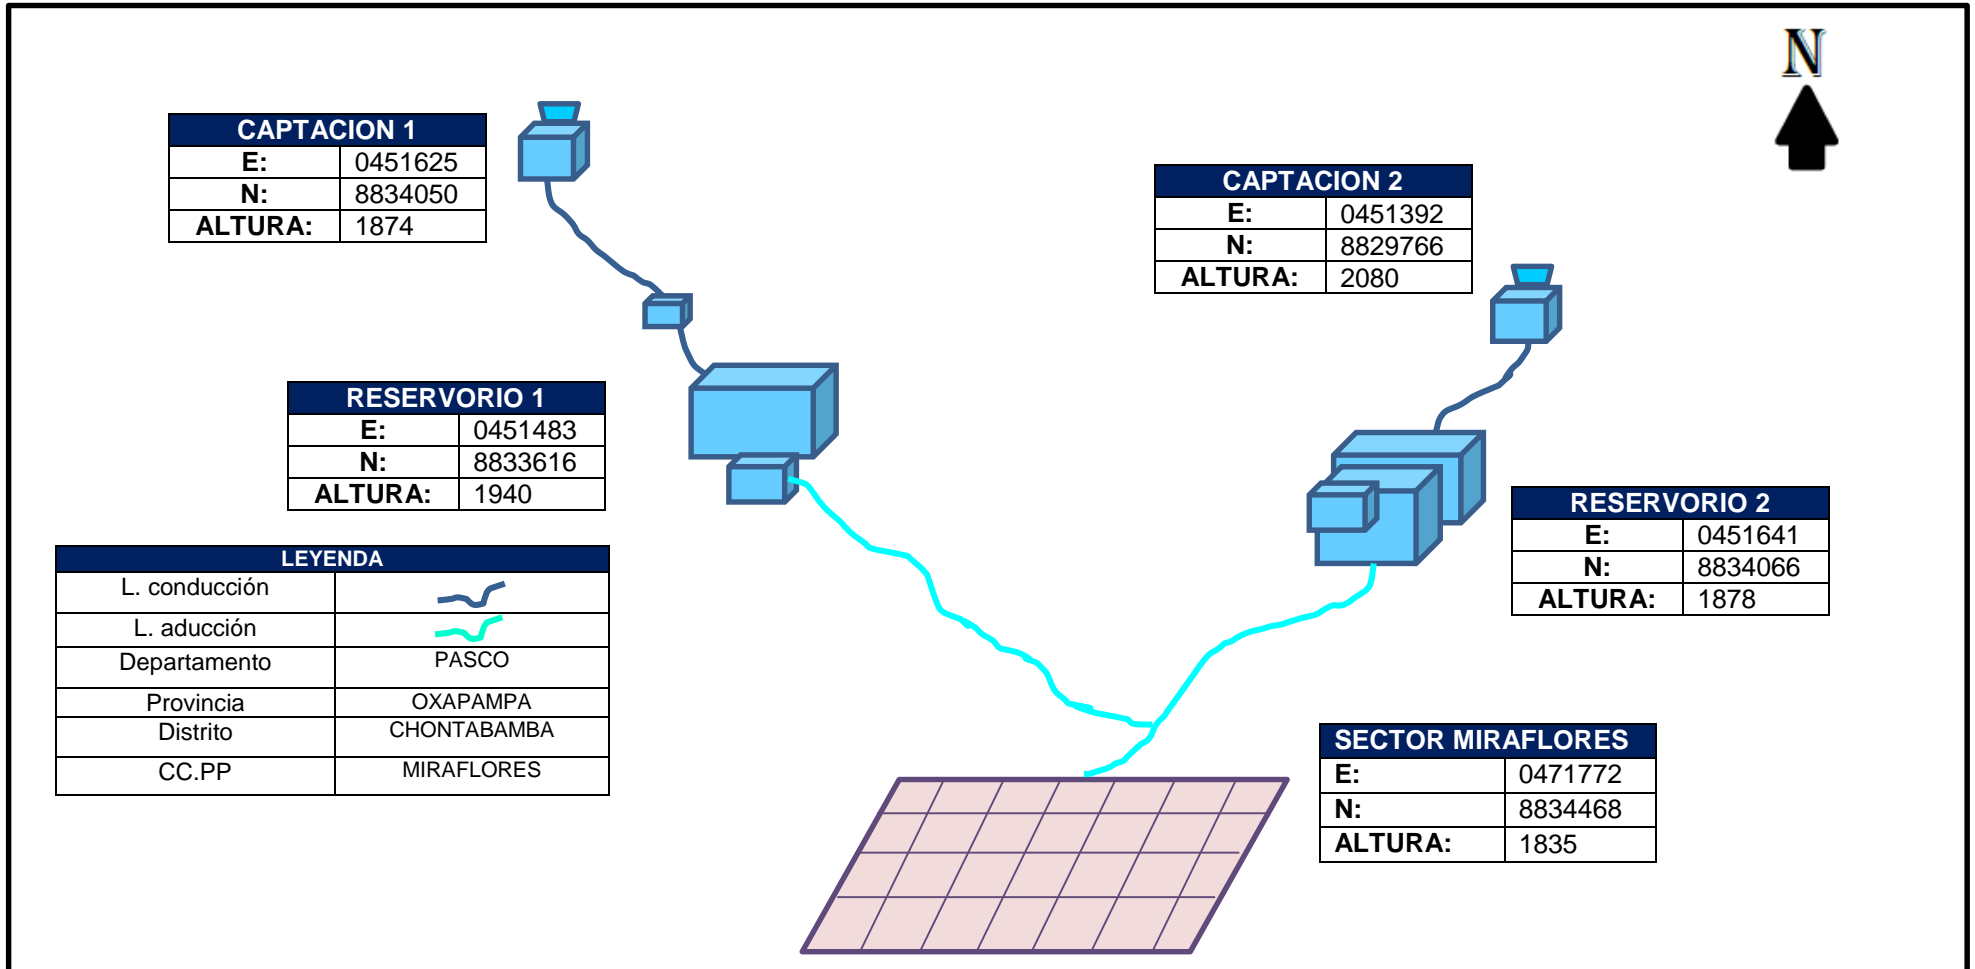 N
CAPTACION 1
E: 0451625
N: 8834050
ALTURA: 1874
CAPTACION 2
E: 0451392
N: 8829766
ALTURA: 2080
RESERVORIO 1
E: 0451483
N: 8833616
ALTURA: 1940
RESERVORIO 2
E: 0451641
N: 8834066
ALTURA: 1878
LEYENDA
L. conducción
L. aducción
Departamento PASCO
Provincia OXAPAMPA
Distrito CHONTABAMBA
CC.PP MIRAFLORES
SECTOR MIRAFLORES
E: 0471772
N: 8834468
ALTURA: 1835